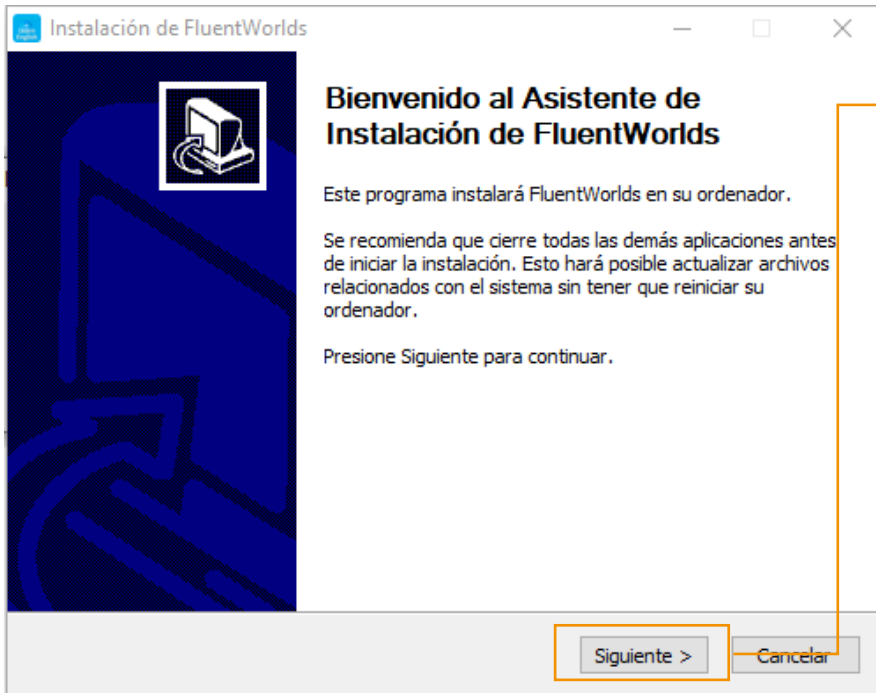 Instalación de FluentWorlds
Bienvenido al Asistente de
Instalación de FluentWorlds
Este programa instalará FluentWorlds en su ordenador.
Se recomienda que cierre todas las demás aplicaciones antes
de iniciar la instalación. Esto hará posible actualizar archivos
relacionados con el sistema sin tener que reiniciar su
ordenador.
Presione Siguiente para continuar.
Siguiente >
Cancelar